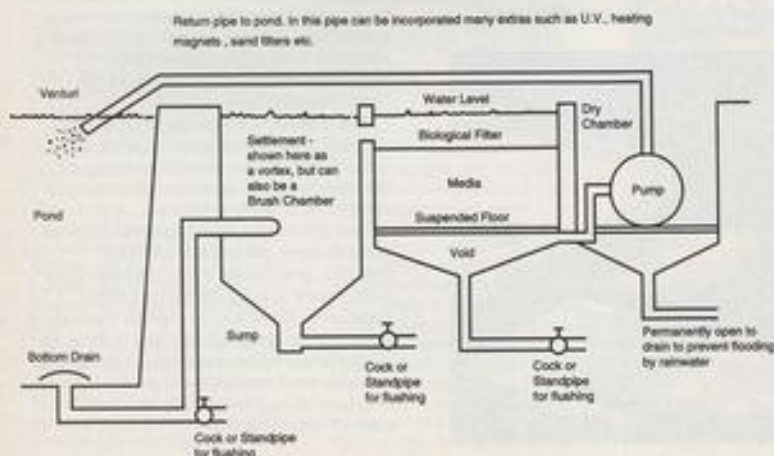 Return pipe to pond. In this pipe can be incorporated many extras such as U.V., heating
magnets , sand filters etc.
Venturi
Water Level
Dry
Chamber
Settlement -
shown here as
a vortex, but can
also be a
Brush Chamber
Biological Filter
Media
Pump
Pond
Suspended Floor
Void
Sump
Bottom Drain
Cock or
Standpipe
for flushing
Cock or
Standpipe
for flushing
Permanently open to
drain to prevent flooding
by rainwater
Cock or Standpipe
for flushing